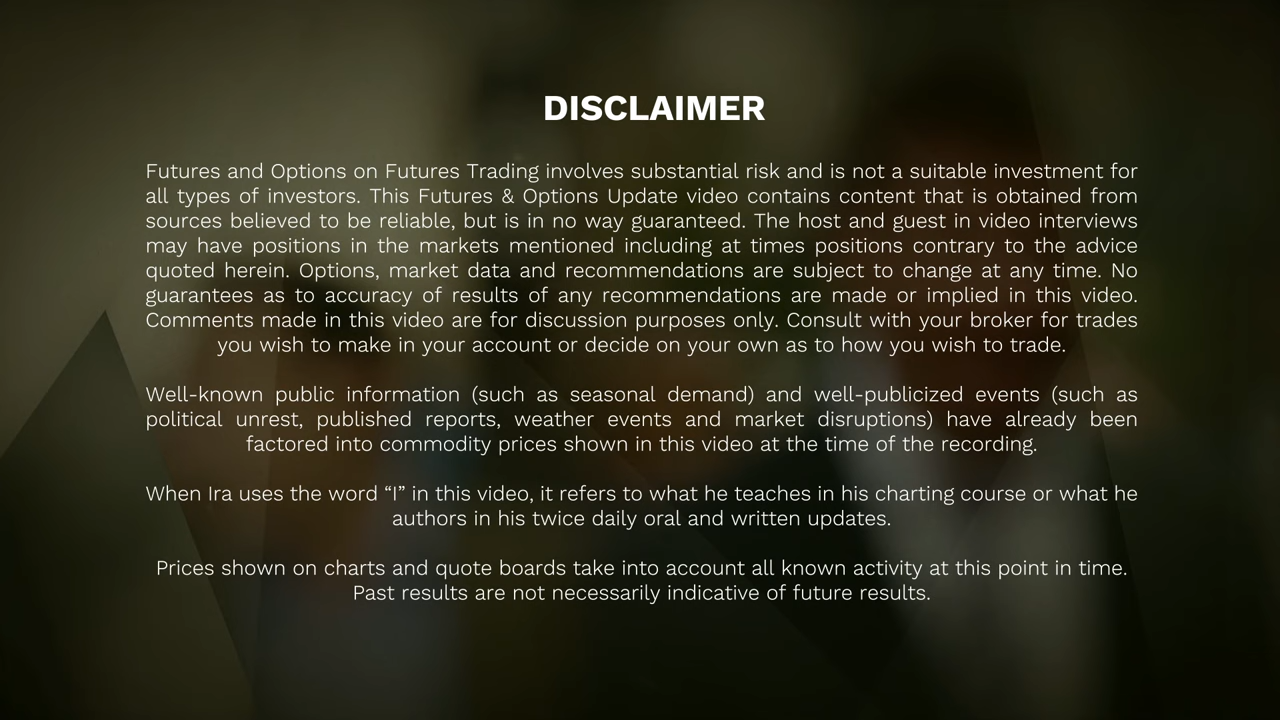 DISCLAIMER
Futures and Options on Futures Trading involves substantial risk and is not a suitable investment for
all types of investors. This Futures & Options Update video contains content that is obtained from
sources believed to be reliable, but is in no way guaranteed. The host and guest in video interviews
may have positions in the markets mentioned including at times positions contrary to the advice
quoted herein. Options, market data and recommendations are subject to change at any time. No
guarantees as to accuracy of results of any recommendations are made or implied in this video.
Comments made in this video are for discussion purposes only. Consult with your broker for trades
you wish to make in your account or decide on your own as to how you wish to trade.
Well-known public information (such as seasonal demand) and well-publicized events (such as
political unrest, published reports, weather events and market disruptions) have already been
factored into commodity prices shown in this video at the time of the recording.
When Ira uses the word “I” in this video, it refers to what he teaches in his charting course or what he
authors in his twice daily oral and written updates.
Prices shown on charts and quote boards take into account all known activity at this point in time.
Past results are not necessarily indicative of future results.